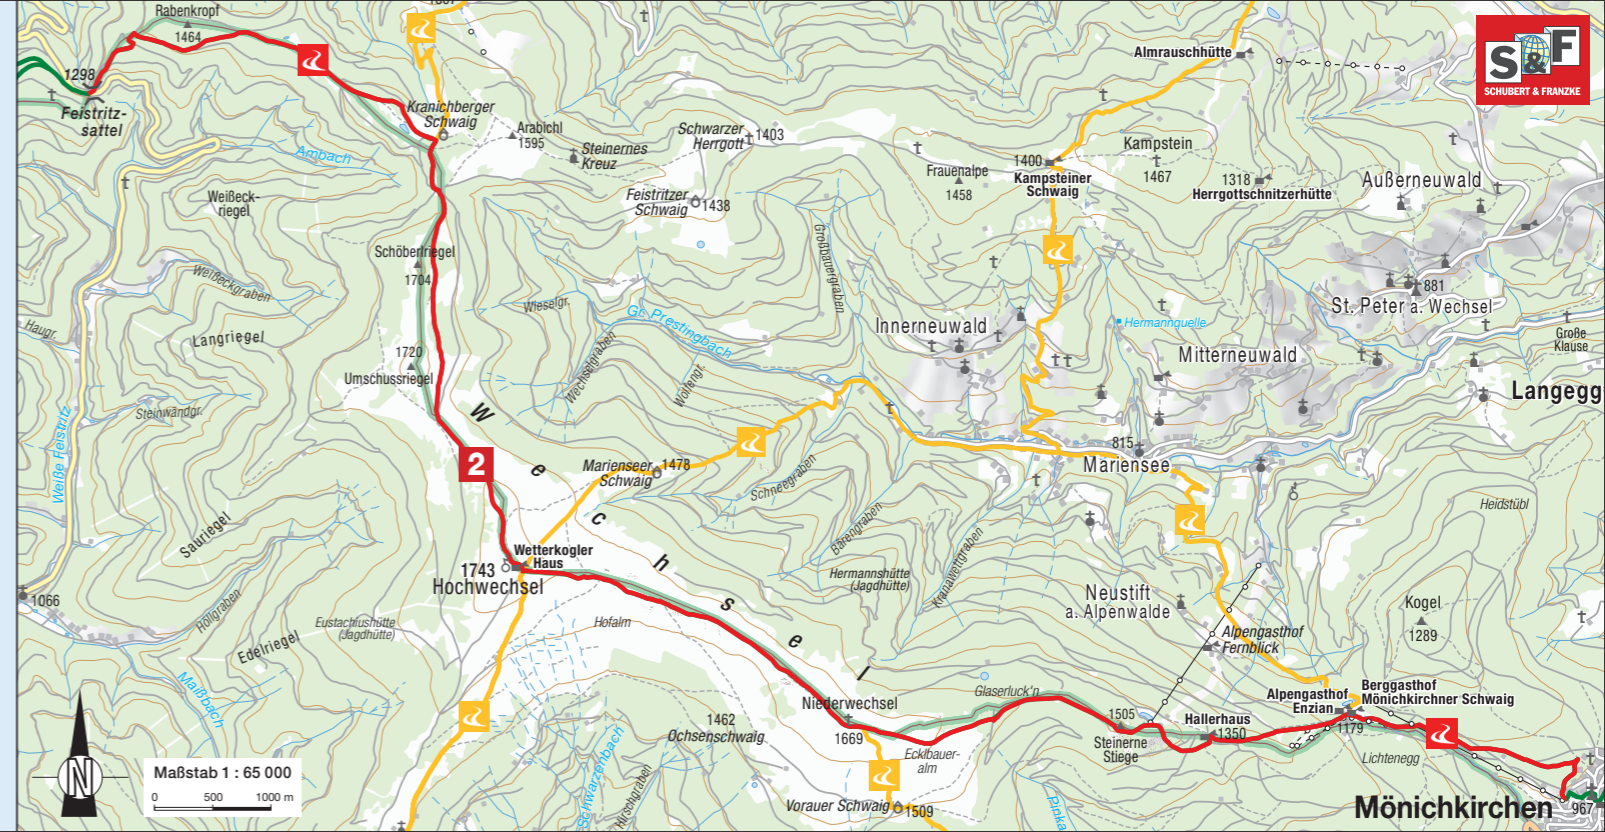 Rabenkropf
1464
1298
Feistritz-
sattel
Kranichberger
Schwaig
Ambach
Arabichl
1595
Steinernes
Kreuz
Schwarzer
Herrgott
1403
Feistritzer
Schwaig
1438
Almrauschhütte
S&F
SCHUBERT & FRANZKE
Frauenalpe
1458
1400
Kampsteiner
Schwaig
Kampstein
1467
1318
Herrgottschnitzerhütte
Außerneuwald
Weißeck-
riegel
Schöberlriegel
1704
Weißeckgraben
Haugr.
Langriegel
Wieselgr.
Gr. Prestingbach
Großbauergraben
Innerneuwald
Hermannquelle
Mitterneuwald
881
St. Peter a. Wechsel
Große
Klause
Langegg
1720
Umschussriegel
Wechselgraben
Wolfengr.
Steinwandgr.
Weiße Feistritz
2
W e c h s e l
Marienseer
Schwaig
1478
Schneegraben
815
Mariensee
Heidstübl
Sauriegel
Bärengraben
Kranawettgraben
Hermannshütte
(Jagdhütte)
Wetterkogler
Haus
1743
Hochwechsel
1066
Höllgraben
Edelriegel
Eustachiushütte
(Jagdhütte)
Hofalm
Neustift
a. Alpenwalde
Kogel
1289
Alpengasthof
Fernblick
Maißbach
Niederwechsel
1669
Glaserluck'n
1462
Ochsenschwaig
Ecklbauer-
alm
1505
Steinerne
Stiege
Hallerhaus
1350
Alpengasthof
Enzian
Berggasthof
Mönichkirchner Schwaig
1179
Lichtenegg
Schwarzenbach
Hirschgraben
Vorauer Schwaig
1509
Pinka
Mönichkirchen
967
N
Maßstab 1 : 65 000
0 500 1000 m